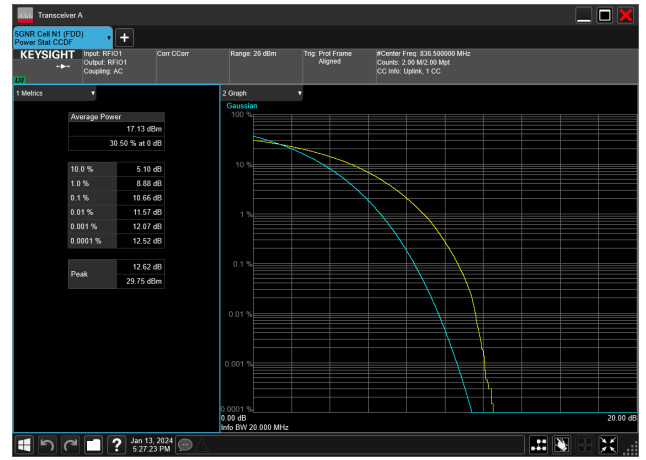 Transceiver A
5GNR Cell N1 (FDD)
Power Stat CCDF
KEYSIGHT
LXI
Input: RFIO1
Output: RFIO1
Coupling: AC
Corr CCorr
Range: 20 dBm
Trig: Prot Frame
Aligned
#Center Freq: 836.500000 MHz
Counts: 2.00 M/2.00 Mpt
CC Info: Uplink, 1 CC
1 Metrics
Average Power
17.13 dBm
30.50 % at 0 dB
10.0 % 5.10 dB
1.0 % 8.88 dB
0.1 % 10.66 dB
0.01 % 11.57 dB
0.001 % 12.07 dB
0.0001 % 12.52 dB
Peak 12.62 dB
29.75 dBm
2 Graph
Gaussian
100 %
10 %
1 %
0.1 %
0.01 %
0.001 %
0.0001 %
0.00 dB 20.00 dB
Info BW 20.000 MHz
Jan 13, 2024
5:27:23 PM